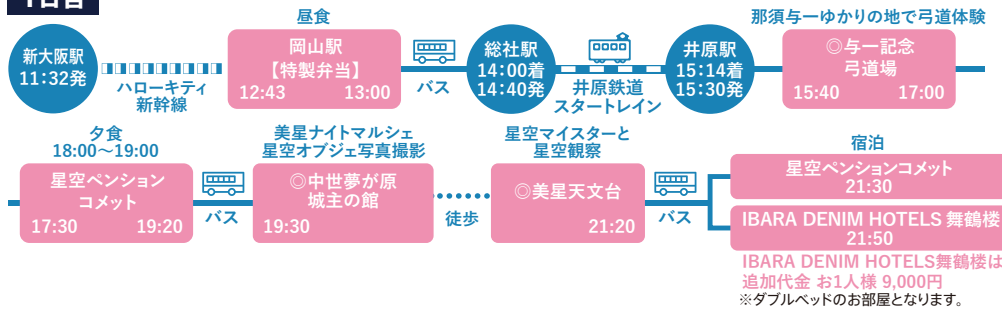 1日目
昼食
那須与一ゆかりの地で弓道体験
新大阪駅
11:32発
ハローキティ
新幹線
岡山駅
【特製弁当】
12:43 13:00
バス
総社駅
14:00着
14:40発
井原鉄道
スタートレイン
井原駅
15:14着
15:30発
◎与一記念
弓道場
15:40 17:00
夕食
18:00〜19:00
星空ペンション
コメット
17:30 19:20
バス
美星ナイトマルシェ
星空オブジェ写真撮影
◎中世夢が原
城主の館
19:30
徒歩
星空マイスターと
星空観察
◎美星天文台
21:20
バス
宿泊
星空ペンションコメット
21:30
IBARA DENIM HOTELS 舞鶴楼
21:50
IBARA DENIM HOTELS舞鶴楼は
追加代金 お1人様 9,000円
※ダブルベッドのお部屋となります。